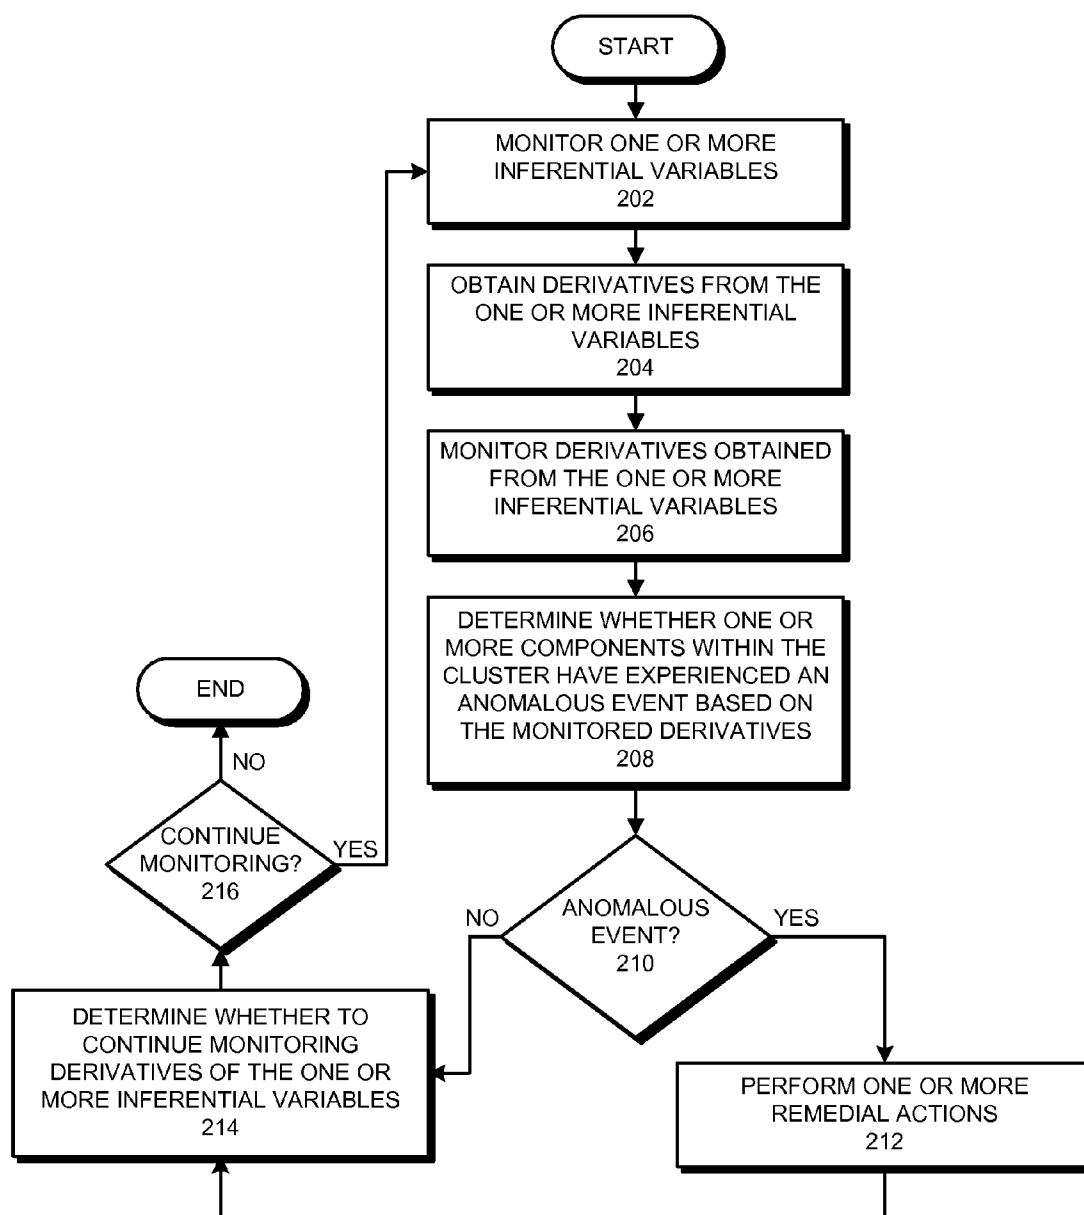 START
MONITOR ONE OR MORE
INFERENTIAL VARIABLES
202
OBTAIN DERIVATIVES FROM THE
ONE OR MORE INFERENTIAL
VARIABLES
204
MONITOR DERIVATIVES OBTAINED
FROM THE ONE OR MORE
INFERENTIAL VARIABLES
206
DETERMINE WHETHER ONE OR
MORE COMPONENTS WITHIN THE
CLUSTER HAVE EXPERIENCED AN
ANOMALOUS EVENT BASED ON
THE MONITORED DERIVATIVES
208
ANOMALOUS
EVENT?
210
NO
YES
PERFORM ONE OR MORE
REMEDIAL ACTIONS
212
DETERMINE WHETHER TO
CONTINUE MONITORING
DERIVATIVES OF THE ONE OR
MORE INFERENTIAL VARIABLES
214
CONTINUE
MONITORING?
216
YES
NO
END